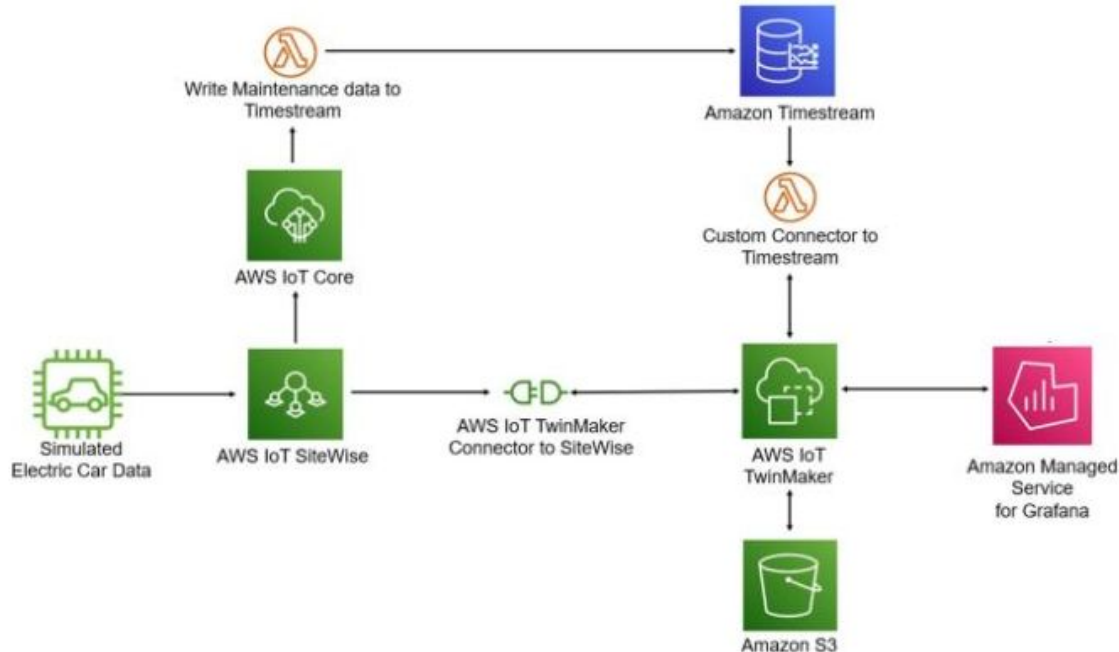 Write Maintenance data to
Timestream
Amazon Timestream
Custom Connector to
Timestream
AWS IoT Core
Simulated
Electric Car Data
AWS IoT SiteWise
AWS IoT TwinMaker
Connector to SiteWise
AWS IoT
TwinMaker
Amazon Managed
Service
for Grafana
Amazon S3